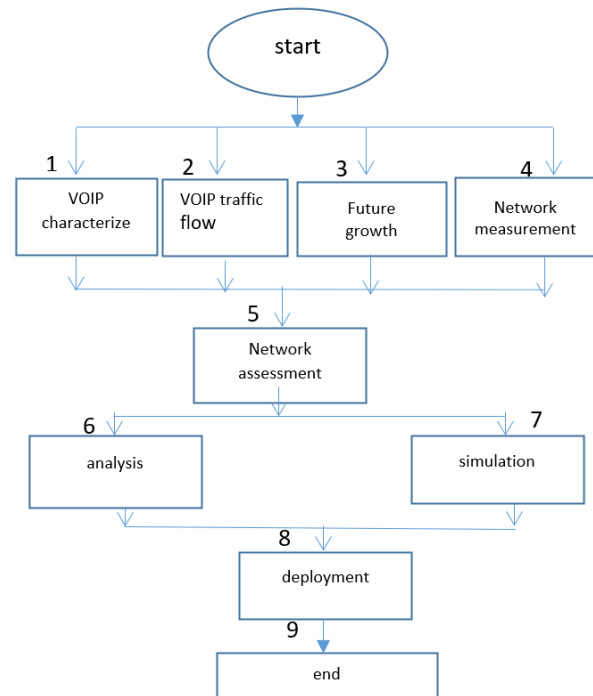 start
1
2
3
4
VOIP
characterize
VOIP traffic
flow
Future
growth
Network
measurement
5
Network
assessment
6
7
analysis
simulation
8
deployment
9
end